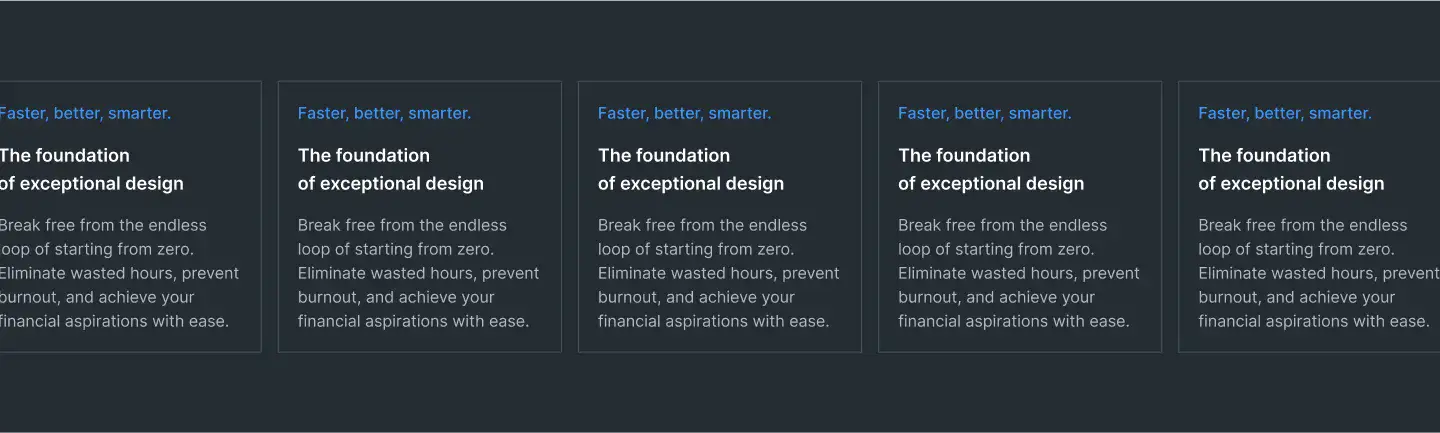 Faster, better, smarter.
The foundation
of exceptional design
Break free from the endless
loop of starting from zero.
Eliminate wasted hours, prevent
burnout, and achieve your
financial aspirations with ease.
Faster, better, smarter.
The foundation
of exceptional design
Break free from the endless
loop of starting from zero.
Eliminate wasted hours, prevent
burnout, and achieve your
financial aspirations with ease.
Faster, better, smarter.
The foundation
of exceptional design
Break free from the endless
loop of starting from zero.
Eliminate wasted hours, prevent
burnout, and achieve your
financial aspirations with ease.
Faster, better, smarter.
The foundation
of exceptional design
Break free from the endless
loop of starting from zero.
Eliminate wasted hours, prevent
burnout, and achieve your
financial aspirations with ease.
Faster, better, smarter.
The foundation
of exceptional design
Break free from the endless
loop of starting from zero.
Eliminate wasted hours, prevent
burnout, and achieve your
financial aspirations with ease.